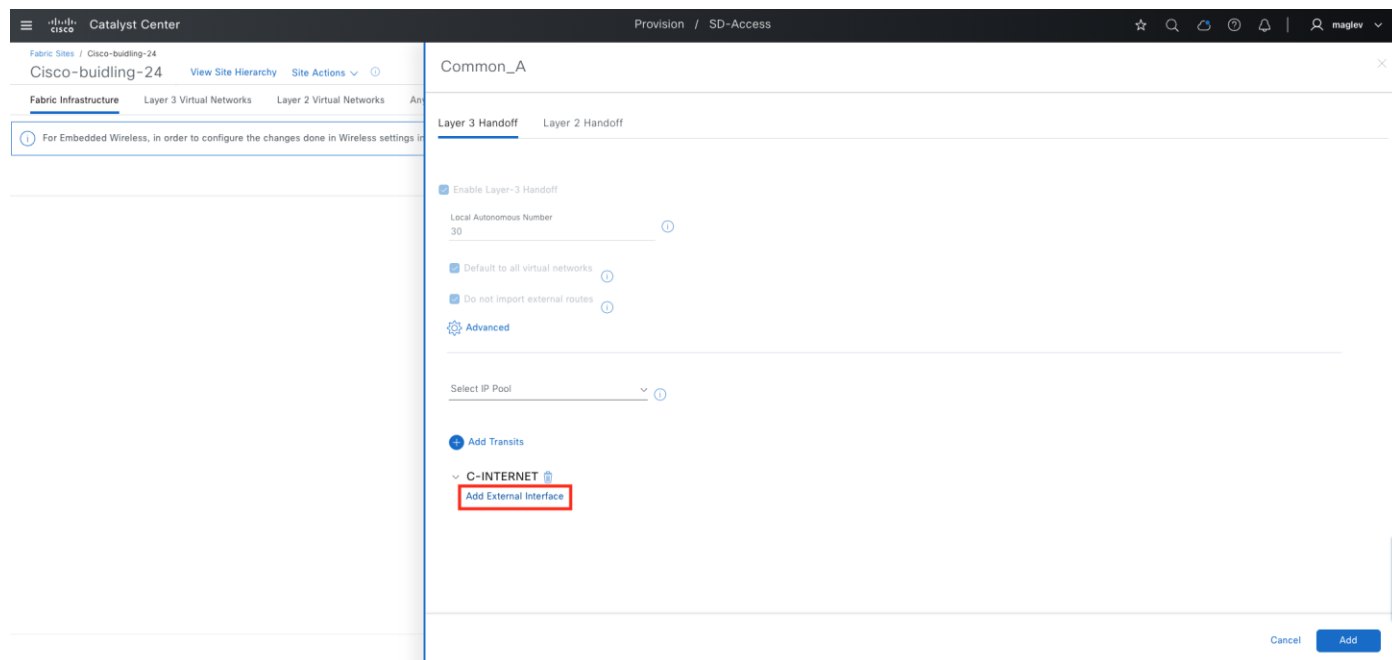 cisco Catalyst Center
Provision / SD-Access
maglev
Fabric Sites / Cisco-buidling-24
Cisco-buidling-24 View Site Hierarchy Site Actions
Fabric Infrastructure Layer 3 Virtual Networks Layer 2 Virtual Networks Any
For Embedded Wireless, in order to configure the changes done in Wireless settings in
Common_A
Layer 3 Handoff Layer 2 Handoff
Enable Layer-3 Handoff
Local Autonomous Number
30
Default to all virtual networks
Do not import external routes
Advanced
Select IP Pool
Add Transits
C-INTERNET
Add External Interface
Cancel Add